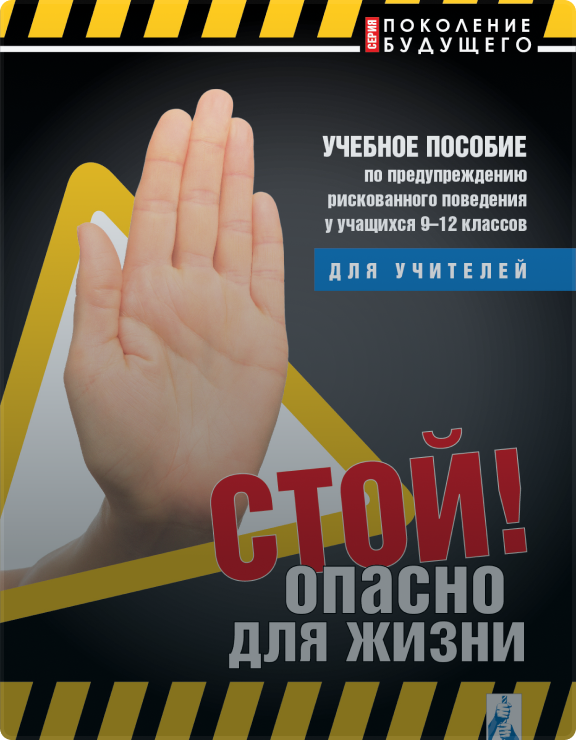 СЕРИЯ
ПОКОЛЕНИЕ
БУДУЩЕГО
УЧЕБНОЕ ПОСОБИЕ
по предупреждению
рискованного поведения
у учащихся 9–12 классов
ДЛЯ УЧИТЕЛЕЙ
СТОЙ!
ОПАСНО
ДЛЯ ЖИЗНИ